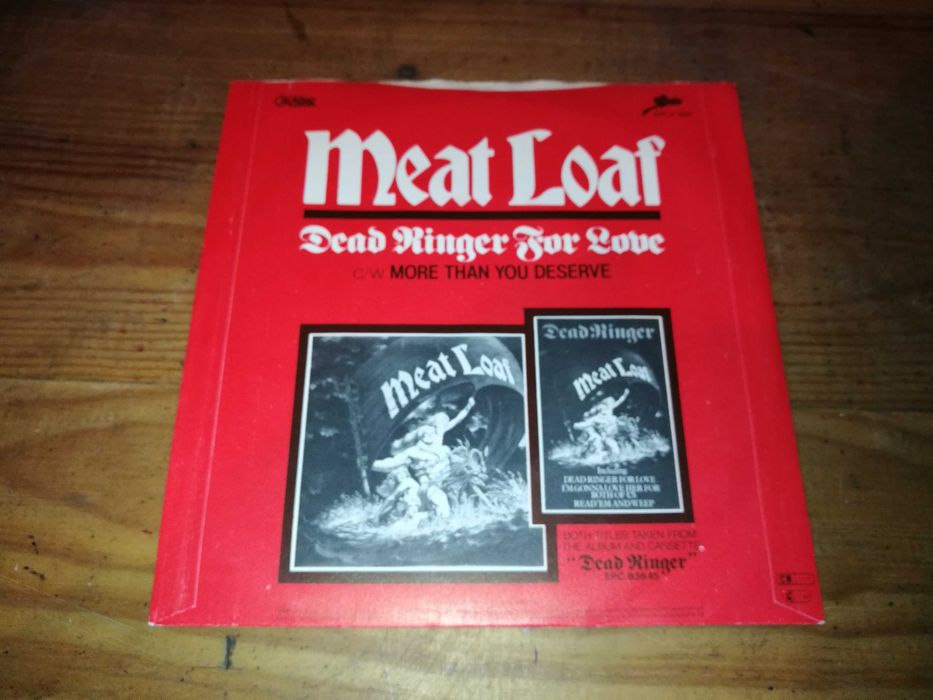 Epic
Meat Loaf
Dead Ringer For Love
c/w MORE THAN YOU DESERVE
Meat Loaf
Dead Ringer
Meat Loaf
Including
DEAD RINGER FOR LOVE
I'M GONNA LOVE HER FOR
BOTH OF US
READ 'EM AND WEEP
BOTH TITLES TAKEN FROM
THE ALBUM AND CASSETTE
"Dead Ringer"
EPC 83645